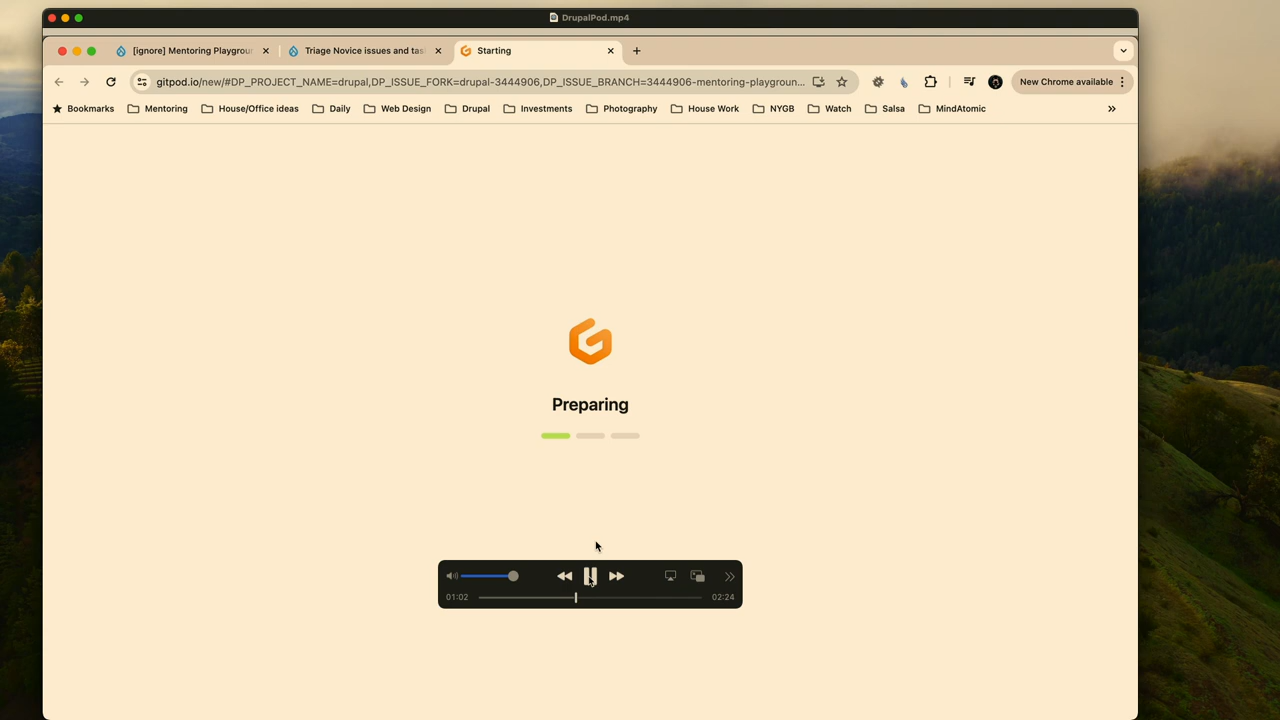 DrupalPod.mp4
[ignore] Mentoring Playgrour
Triage Novice issues and tas
Starting
gitpod.io/new/#DP_PROJECT_NAME=drupal,DP_ISSUE_FORK=drupal-3444906,DP_ISSUE_BRANCH=3444906-mentoring-playgroun...
New Chrome available
Bookmarks
Mentoring
House/Office ideas
Daily
Web Design
Drupal
Investments
Photography
House Work
NYGB
Watch
Salsa
MindAtomic
Preparing
01:02
02:24